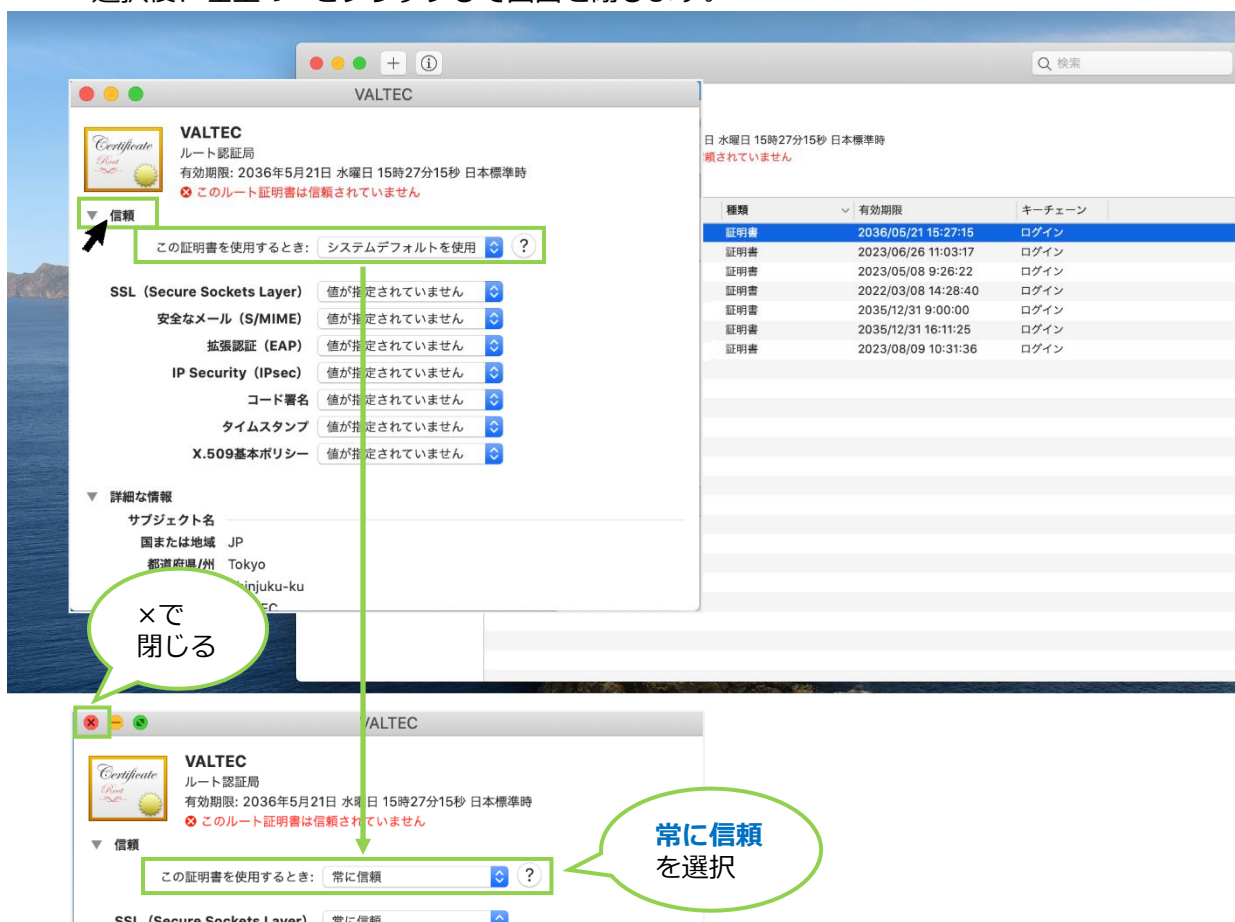 検索
VALTEC
VALTEC
ルート認証局
有効期限: 2036年5月21日 水曜日 15時27分15秒 日本標準時
このルート証明書は信頼されていません
信頼
この証明書を使用するとき: システムデフォルトを使用 ?
SSL（Secure Sockets Layer） 値が指定されていません
安全なメール（S/MIME） 値が指定されていません
拡張認証（EAP） 値が指定されていません
IP Security（IPsec） 値が指定されていません
コード署名 値が指定されていません
タイムスタンプ 値が指定されていません
X.509基本ポリシー 値が指定されていません
詳細な情報
サブジェクト名
国または地域 JP
都道府県/州 Tokyo
日 水曜日 15時27分15秒 日本標準時
頼されていません
種類 有効期限 キーチェーン
証明書 2036/05/21 15:27:15 ログイン
証明書 2023/06/26 11:03:17 ログイン
証明書 2023/05/08 9:26:22 ログイン
証明書 2022/03/08 14:28:40 ログイン
証明書 2035/12/31 9:00:00 ログイン
証明書 2035/12/31 16:11:25 ログイン
証明書 2023/08/09 10:31:36 ログイン
×で
閉じる
VALTEC
VALTEC
Certificate
Root
ルート認証局
有効期限: 2036年5月21日 水曜日 15時27分15秒 日本標準時
このルート証明書は信頼されていません
信頼
この証明書を使用するとき: 常に信頼 ?
SSL（Secure Sockets Layer） 常に信頼
常に信頼
を選択